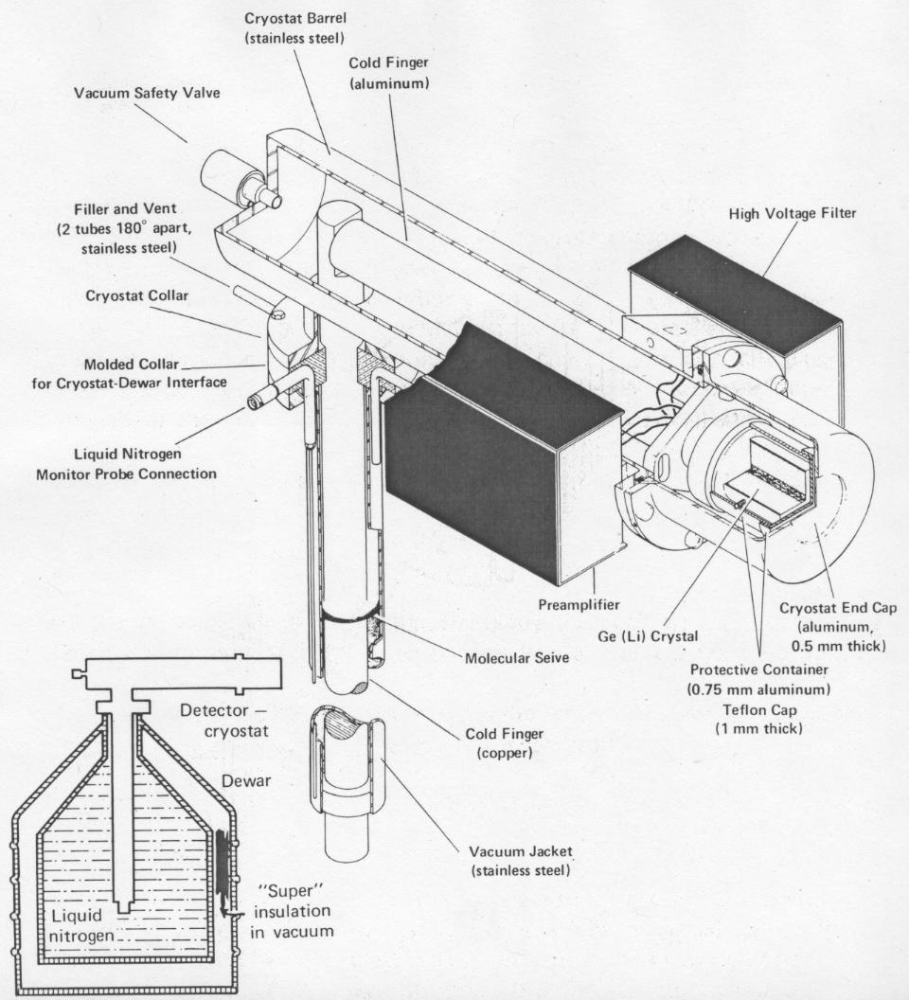 Cryostat Barrel
(stainless steel)
Cold Finger
(aluminum)
Vacuum Safety Valve
Filler and Vent
(2 tubes 180° apart,
stainless steel)
High Voltage Filter
Cryostat Collar
Molded Collar
for Cryostat-Dewar Interface
Liquid Nitrogen
Monitor Probe Connection
Preamplifier
Ge (Li) Crystal
Cryostat End Cap
(aluminum,
0.5 mm thick)
Molecular Seive
Protective Container
(0.75 mm aluminum)
Teflon Cap
(1 mm thick)
Cold Finger
(copper)
Vacuum Jacket
(stainless steel)
Detector –
cryostat
Dewar
Liquid
nitrogen
"Super"
insulation
in vacuum